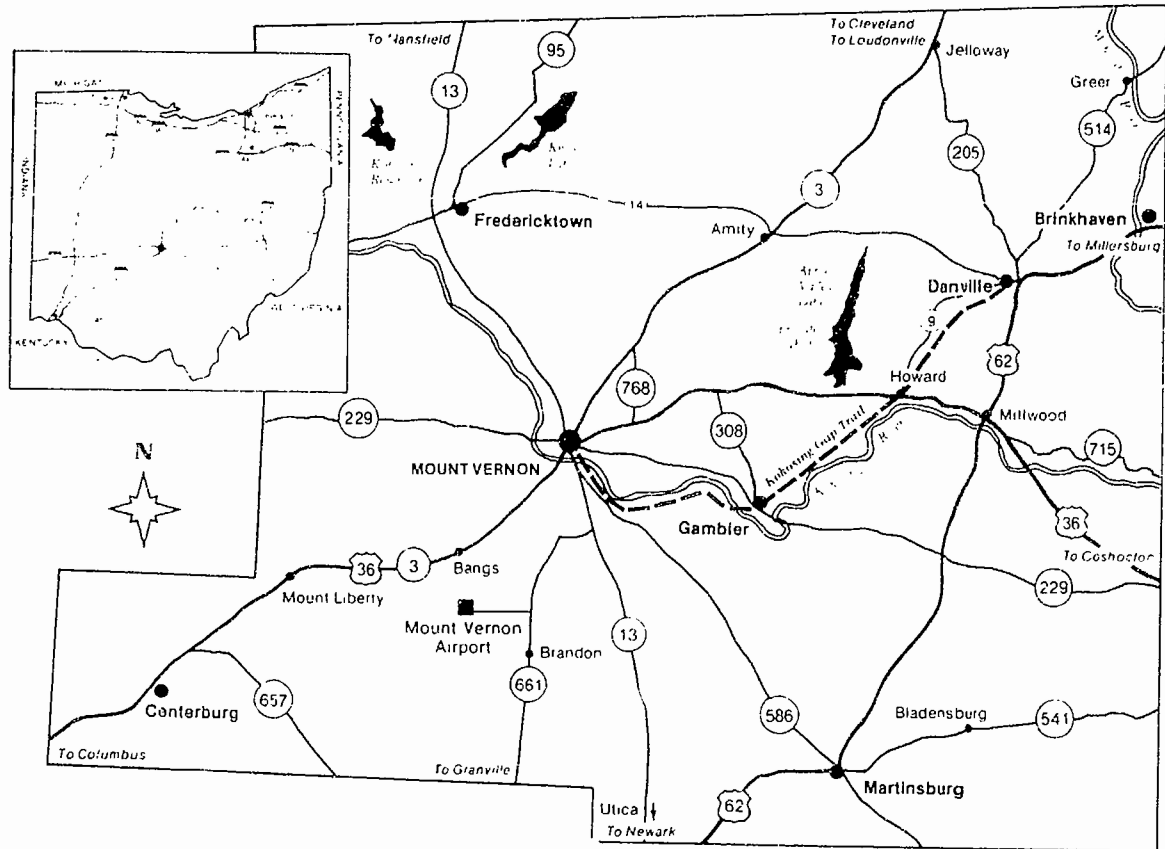 To Mansfield
95
13
To Cleveland
To Loudonville
Jelloway
Greer
514
205
3
Fredericktown
14
Amity
Brinkhaven
To Millersburg
Danville
9
62
Howard
Millwood
768
308
229
Kokosing Gap Trail
715
MOUNT VERNON
Gambier
36
To Coshocton
229
N
36
3
Bangs
Mount Liberty
Mount Vernon
Airport
Brandon
13
661
586
Centerburg
657
Bladensburg
541
To Columbus
To Granville
Martinsburg
Utica
To Newark
62
INDIANA
PENNSYLVANIA
KENTUCKY